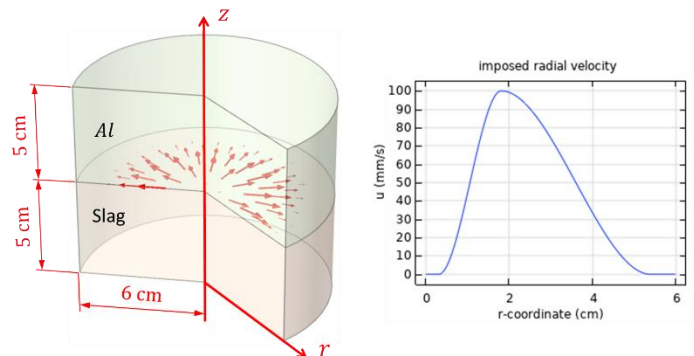 z
5 cm
Al
5 cm
Slag
6 cm
r
imposed radial velocity
u (mm/s)
100
90
80
70
60
50
40
30
20
10
0
0
2
4
6
r-coordinate (cm)